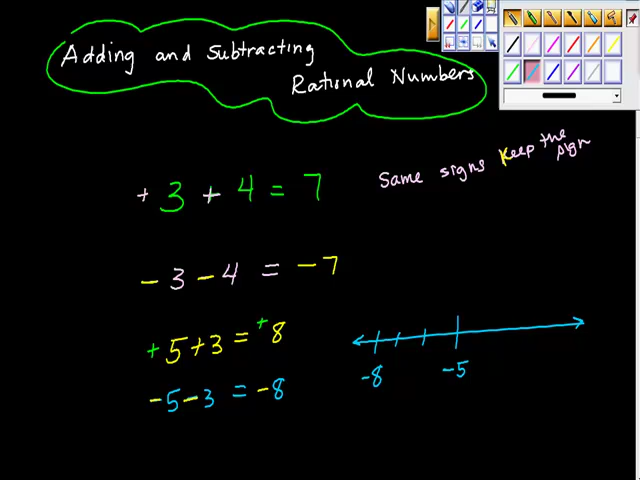 Adding and Subtracting
Rational Numbers
Same signs Keep the sign
+3 + 4 = 7
-3 - 4 = -7
+5 + 3 = +8
-5 - 3 = -8
-8 -5